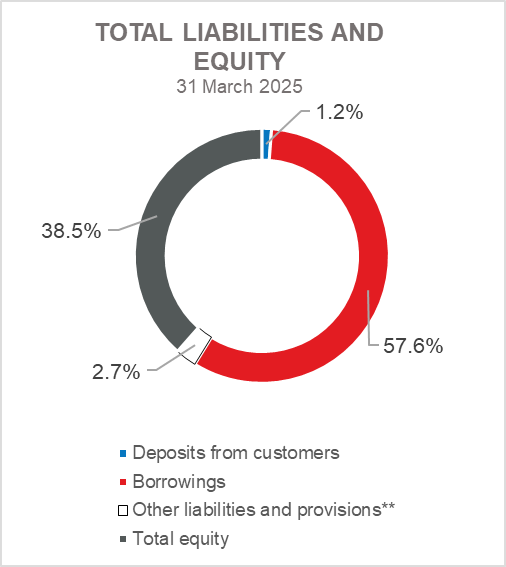 TOTAL LIABILITIES AND
EQUITY
31 March 2025
1.2%
38.5%
57.6%
2.7%
Deposits from customers
Borrowings
Other liabilities and provisions**
Total equity